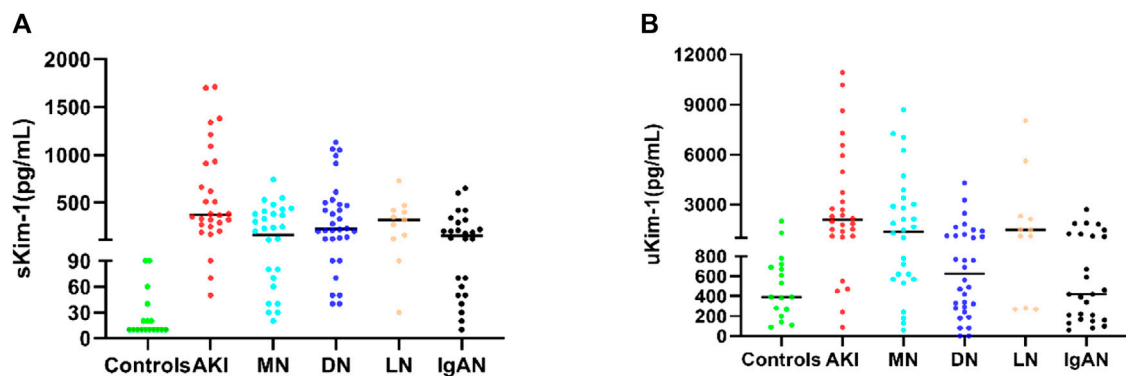 A
sKim-1(pg/mL)
2000
1500
1000
500
90
60
30
0
Controls AKI MN DN LN IgAN
B
uKim-1(pg/mL)
12000
9000
6000
3000
800
600
400
200
0
Controls AKI MN DN LN IgAN